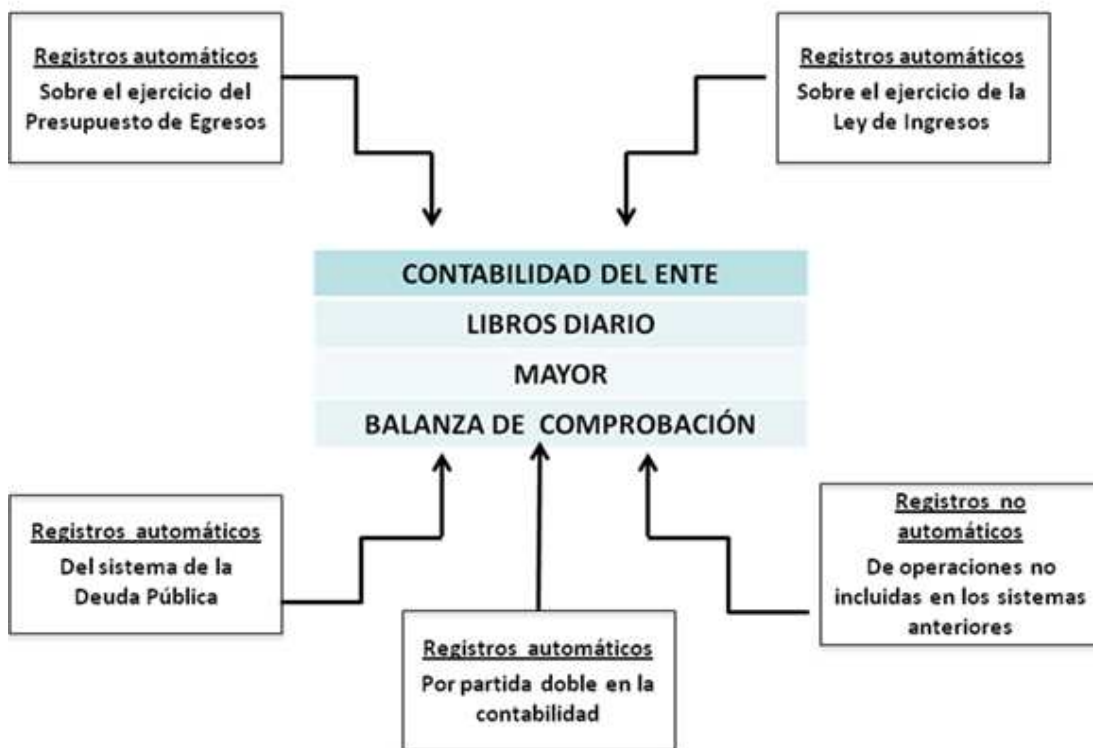 Registros automáticos
Sobre el ejercicio del
Presupuesto de Egresos
Registros automáticos
Sobre el ejercicio de la
Ley de Ingresos
CONTABILIDAD DEL ENTE
LIBROS DIARIO
MAYOR
BALANZA DE COMPROBACIÓN
Registros automáticos
Del sistema de la
Deuda Pública
Registros automáticos
Por partida doble en la
contabilidad
Registros no
automáticos
De operaciones no
incluidas en los sistemas
anteriores